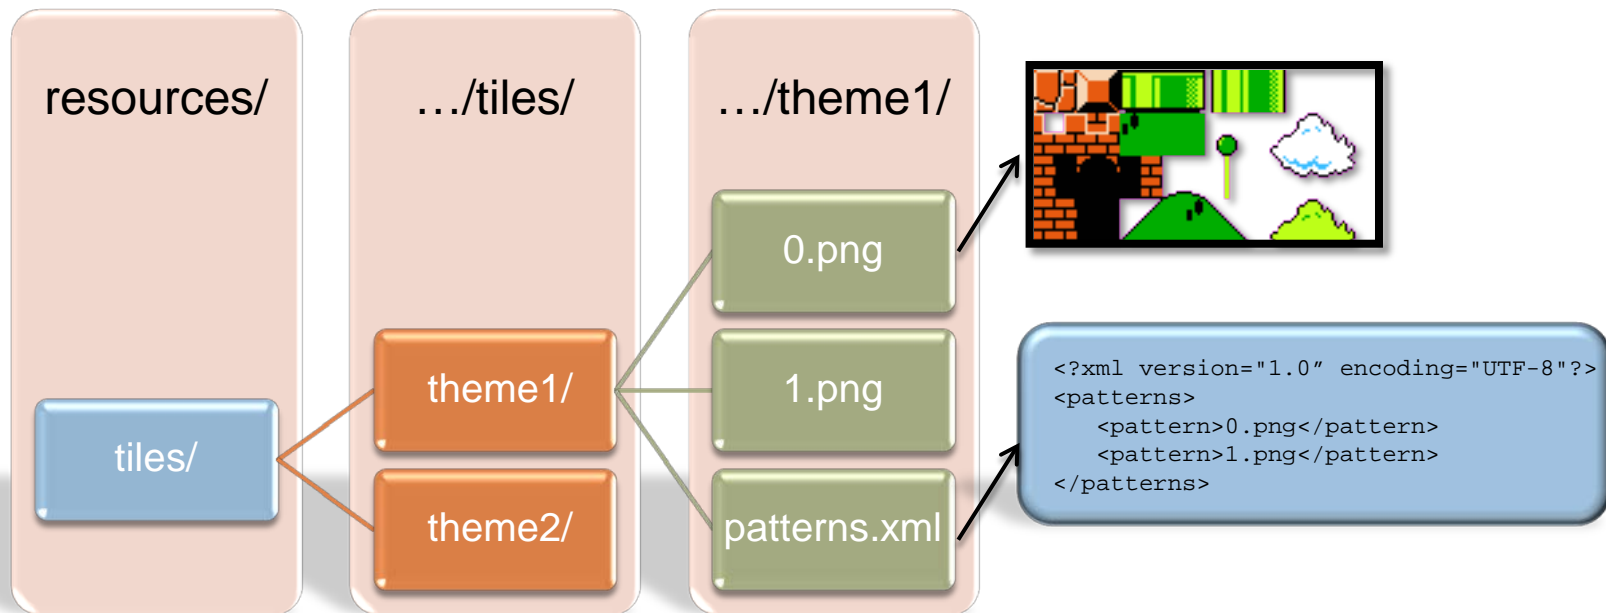 resources/
…/tiles/
…/theme1/
tiles/
theme1/
theme2/
0.png
1.png
patterns.xml
<?xml version="1.0” encoding="UTF-8"?>
<patterns>
<pattern>0.png</pattern>
<pattern>1.png</pattern>
</patterns>